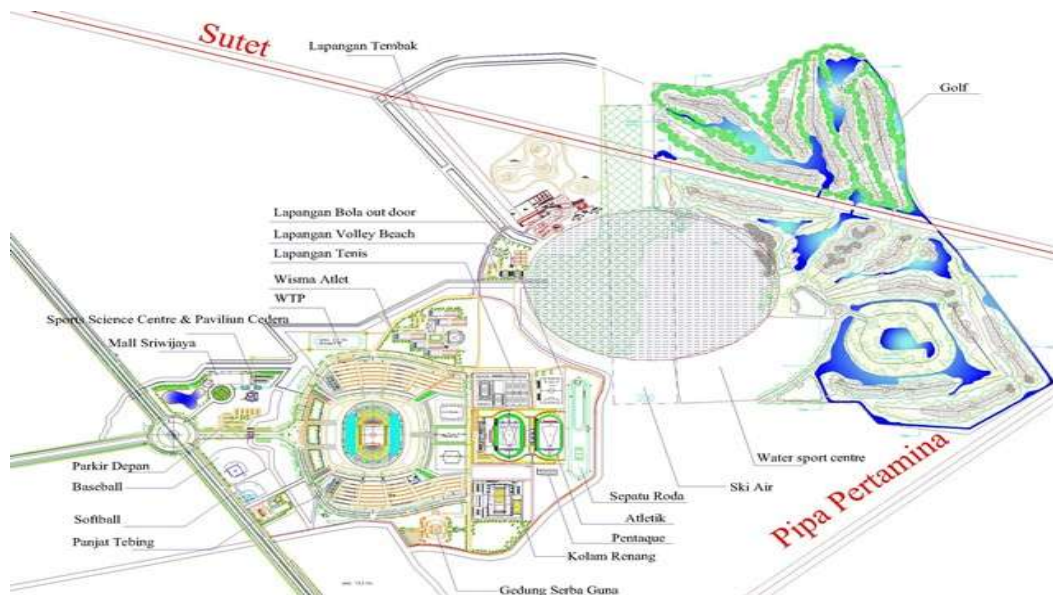 Sutet
Lapangan Tembak
Golf
Lapangan Bola out door
Lapangan Volley Beach
Lapangan Tenis
Wisma Atlet
WTP
Sports Science Centre & Paviliun Cedera
Mall Sriwijaya
Parkir Depan
Baseball
Softball
Panjat Tebing
Water sport centre
Ski Air
Sepatu Roda
Atletik
Pentaque
Kolam Renang
Gedung Serba Guna
Pipa Pertamina